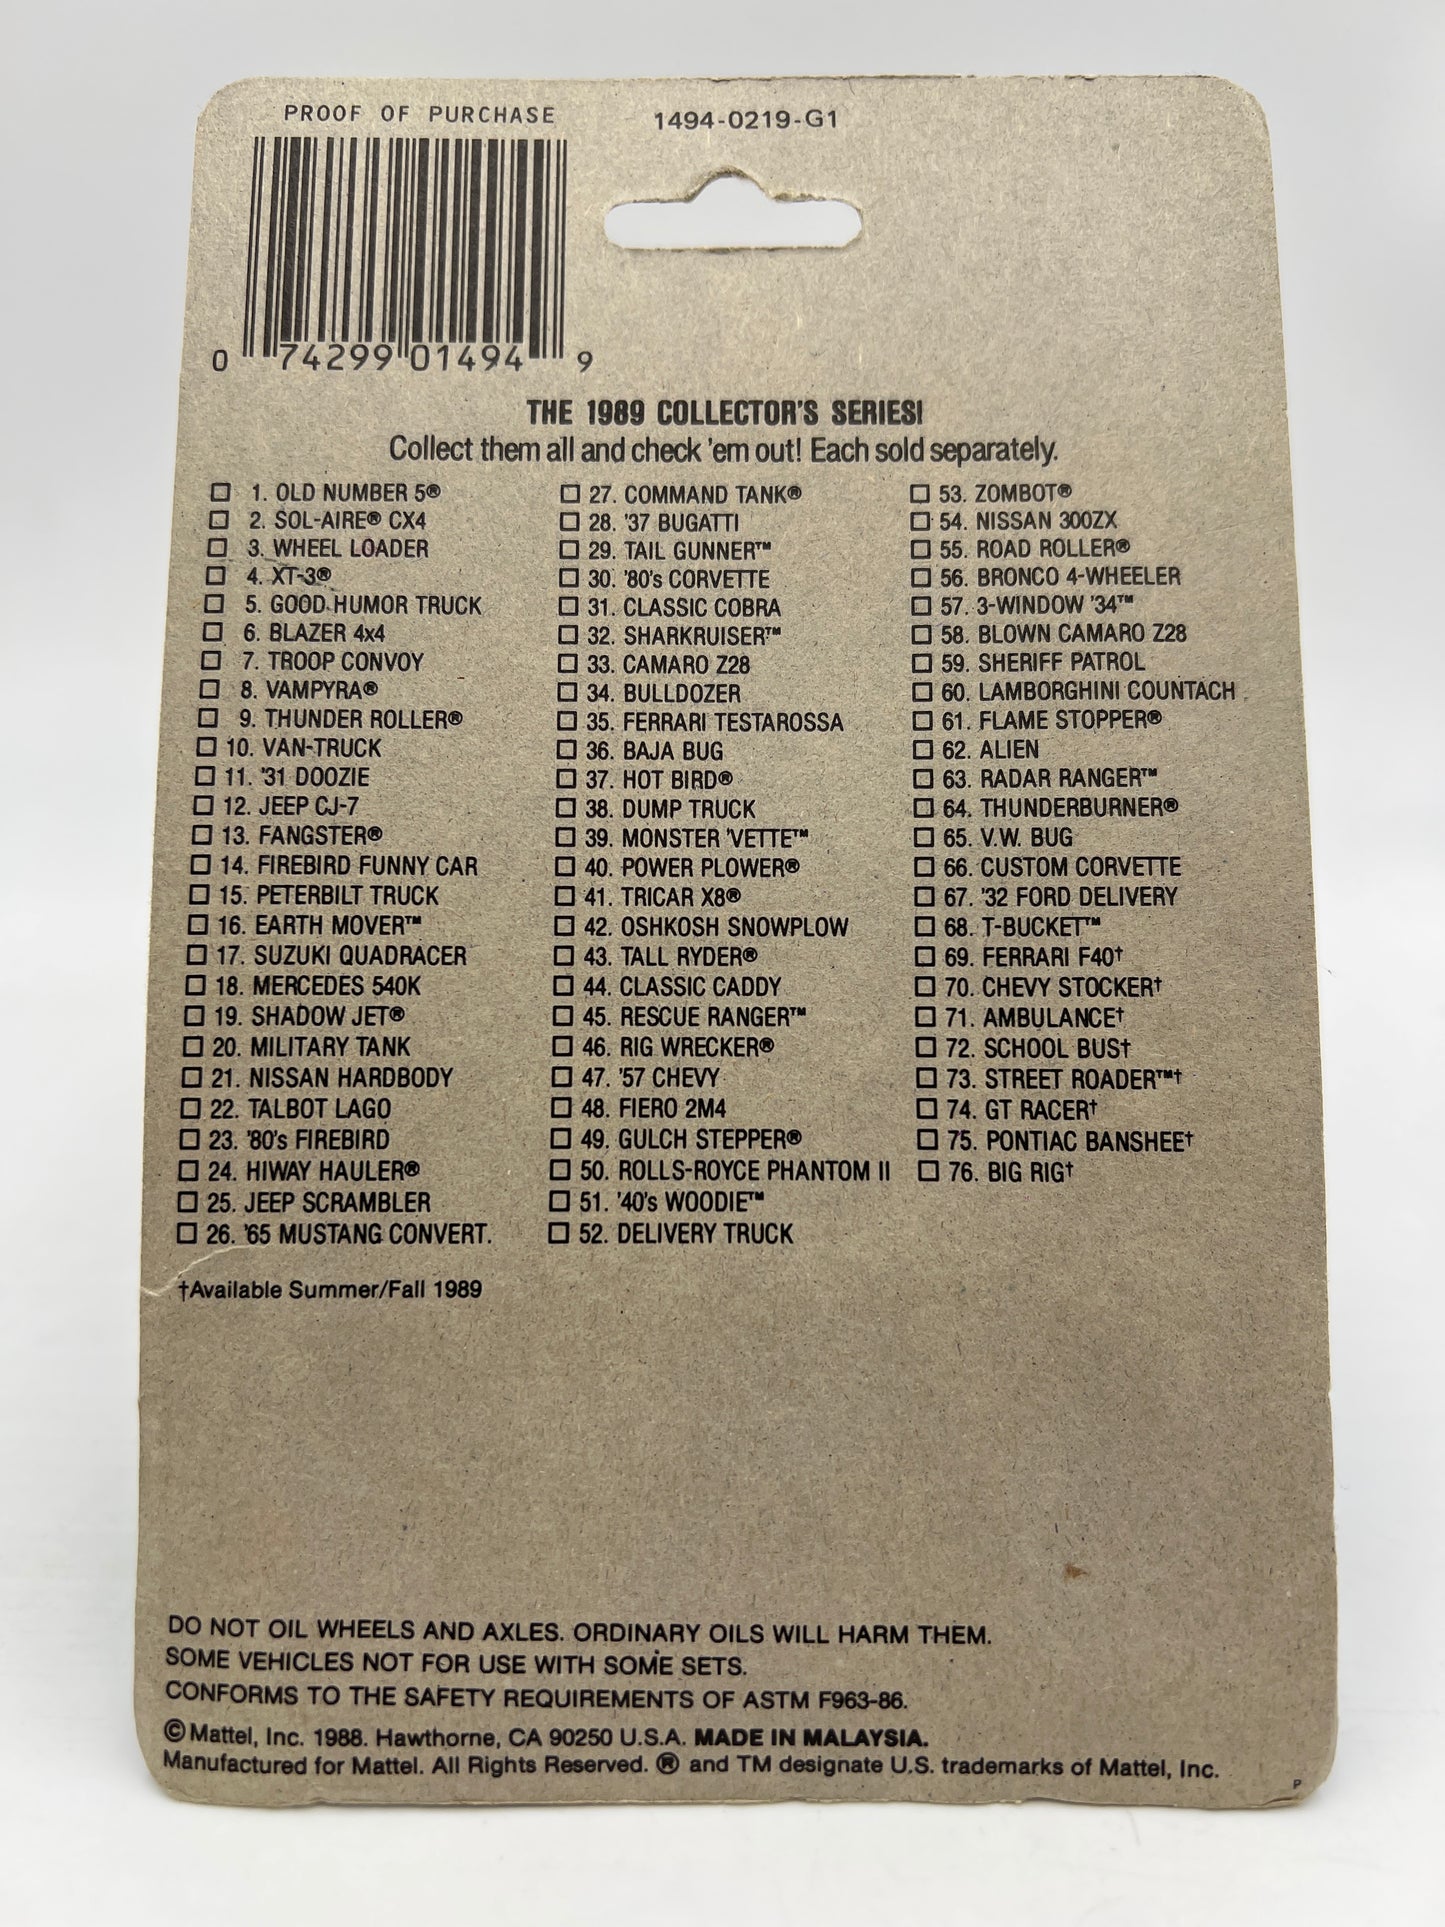 PROOF OF PURCHASE
1494-0219-G1
0 74299 01494 9
THE 1989 COLLECTOR'S SERIES!
Collect them all and check 'em out! Each sold separately.
1. OLD NUMBER 5®
2. SOL-AIRE® CX4
3. WHEEL LOADER
4. XT-3®
5. GOOD HUMOR TRUCK
6. BLAZER 4x4
7. TROOP CONVOY
8. VAMPYRA®
9. THUNDER ROLLER®
10. VAN-TRUCK
11. '31 DOOZIE
12. JEEP CJ-7
13. FANGSTER®
14. FIREBIRD FUNNY CAR
15. PETERBILT TRUCK
16. EARTH MOVER™
17. SUZUKI QUADRACER
18. MERCEDES 540K
19. SHADOW JET®
20. MILITARY TANK
21. NISSAN HARDBODY
22. TALBOT LAGO
23. '80's FIREBIRD
24. HIWAY HAULER®
25. JEEP SCRAMBLER
26. '65 MUSTANG CONVERT.
27. COMMAND TANK®
28. '37 BUGATTI
29. TAIL GUNNER™
30. '80's CORVETTE
31. CLASSIC COBRA
32. SHARKRUISER™
33. CAMARO Z28
34. BULLDOZER
35. FERRARI TESTAROSSA
36. BAJA BUG
37. HOT BIRD®
38. DUMP TRUCK
39. MONSTER 'VETTE™
40. POWER PLOWER®
41. TRICAR X8®
42. OSHKOSH SNOWPLOW
43. TALL RYDER®
44. CLASSIC CADDY
45. RESCUE RANGER™
46. RIG WRECKER®
47. '57 CHEVY
48. FIERO 2M4
49. GULCH STEPPER®
50. ROLLS-ROYCE PHANTOM II
51. '40's WOODIE™
52. DELIVERY TRUCK
53. ZOMBOT®
54. NISSAN 300ZX
55. ROAD ROLLER®
56. BRONCO 4-WHEELER
57. 3-WINDOW '34™
58. BLOWN CAMARO Z28
59. SHERIFF PATROL
60. LAMBORGHINI COUNTACH
61. FLAME STOPPER®
62. ALIEN
63. RADAR RANGER™
64. THUNDERBURNER®
65. V.W. BUG
66. CUSTOM CORVETTE
67. '32 FORD DELIVERY
68. T-BUCKET™
69. FERRARI F40†
70. CHEVY STOCKER†
71. AMBULANCE†
72. SCHOOL BUS†
73. STREET ROADER™†
74. GT RACER†
75. PONTIAC BANSHEE†
76. BIG RIG†
†Available Summer/Fall 1989
DO NOT OIL WHEELS AND AXLES. ORDINARY OILS WILL HARM THEM.
SOME VEHICLES NOT FOR USE WITH SOME SETS.
CONFORMS TO THE SAFETY REQUIREMENTS OF ASTM F963-86.
©Mattel, Inc. 1988. Hawthorne, CA 90250 U.S.A. MADE IN MALAYSIA.
Manufactured for Mattel. All Rights Reserved. ® and TM designate U.S. trademarks of Mattel, Inc.
P